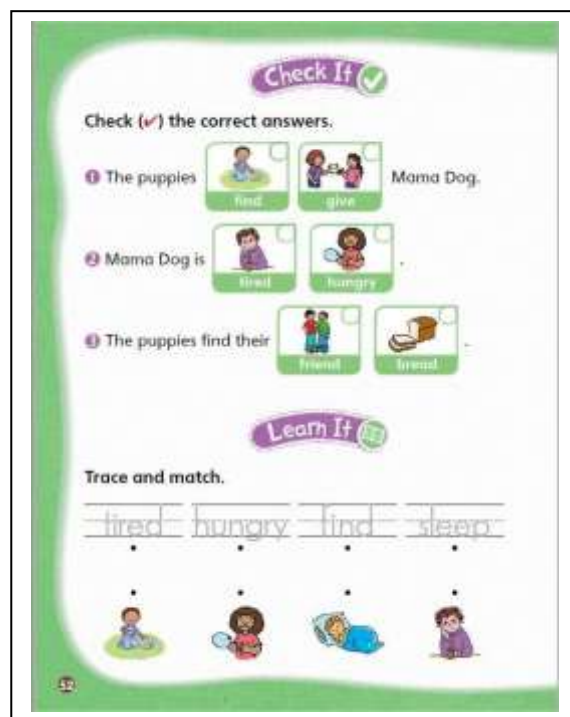 Check It
Check (✔) the correct answers.
1 The puppies find give Mama Dog.
2 Mama Dog is tired hungry .
3 The puppies find their friend bread .
Learn It
Trace and match.
tired hungry find sleep
52